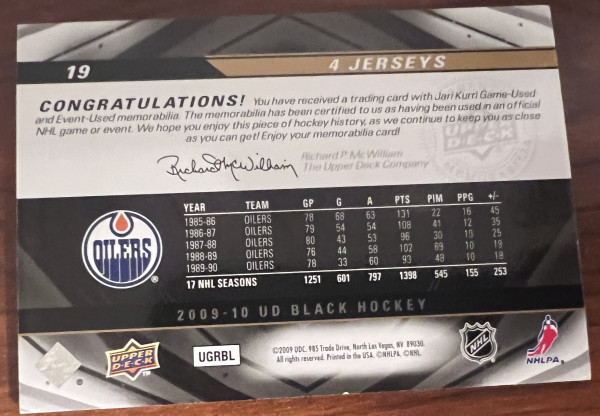 19
4 JERSEYS
CONGRATULATIONS! You have received a trading card with Jari Kurri Game-Used
and Event-Used memorabilia. The memorabilia has been certified to us as having been used in an official
NHL game or event. We hope you enjoy this piece of hockey history, as we continue to keep you as close
as you can get! Enjoy your memorabilia card!
Richard P. McWilliam
Richard P. McWilliam
The Upper Deck Company
UPPER
DECK
YEAR TEAM GP G A PTS PIM PPG +/-
1985-86 OILERS 78 68 63 131 22 16 45
1986-87 OILERS 79 54 54 108 41 12 35
1987-88 OILERS 80 43 53 96 30 10 25
1988-89 OILERS 76 44 58 102 69 10 19
1989-90 OILERS 78 33 60 93 48 10 18
17 NHL SEASONS 1251 601 797 1398 545 155 253
OILERS
®
2009-10 UD BLACK HOCKEY
UPPER
D·E·C·K
TM
®
UGRBL
©2009 UDC. 985 Trade Drive, North Las Vegas, NV 89030.
All rights reserved. Printed in the USA. ©NHLPA. ©NHL.
NHL
NHLPA.